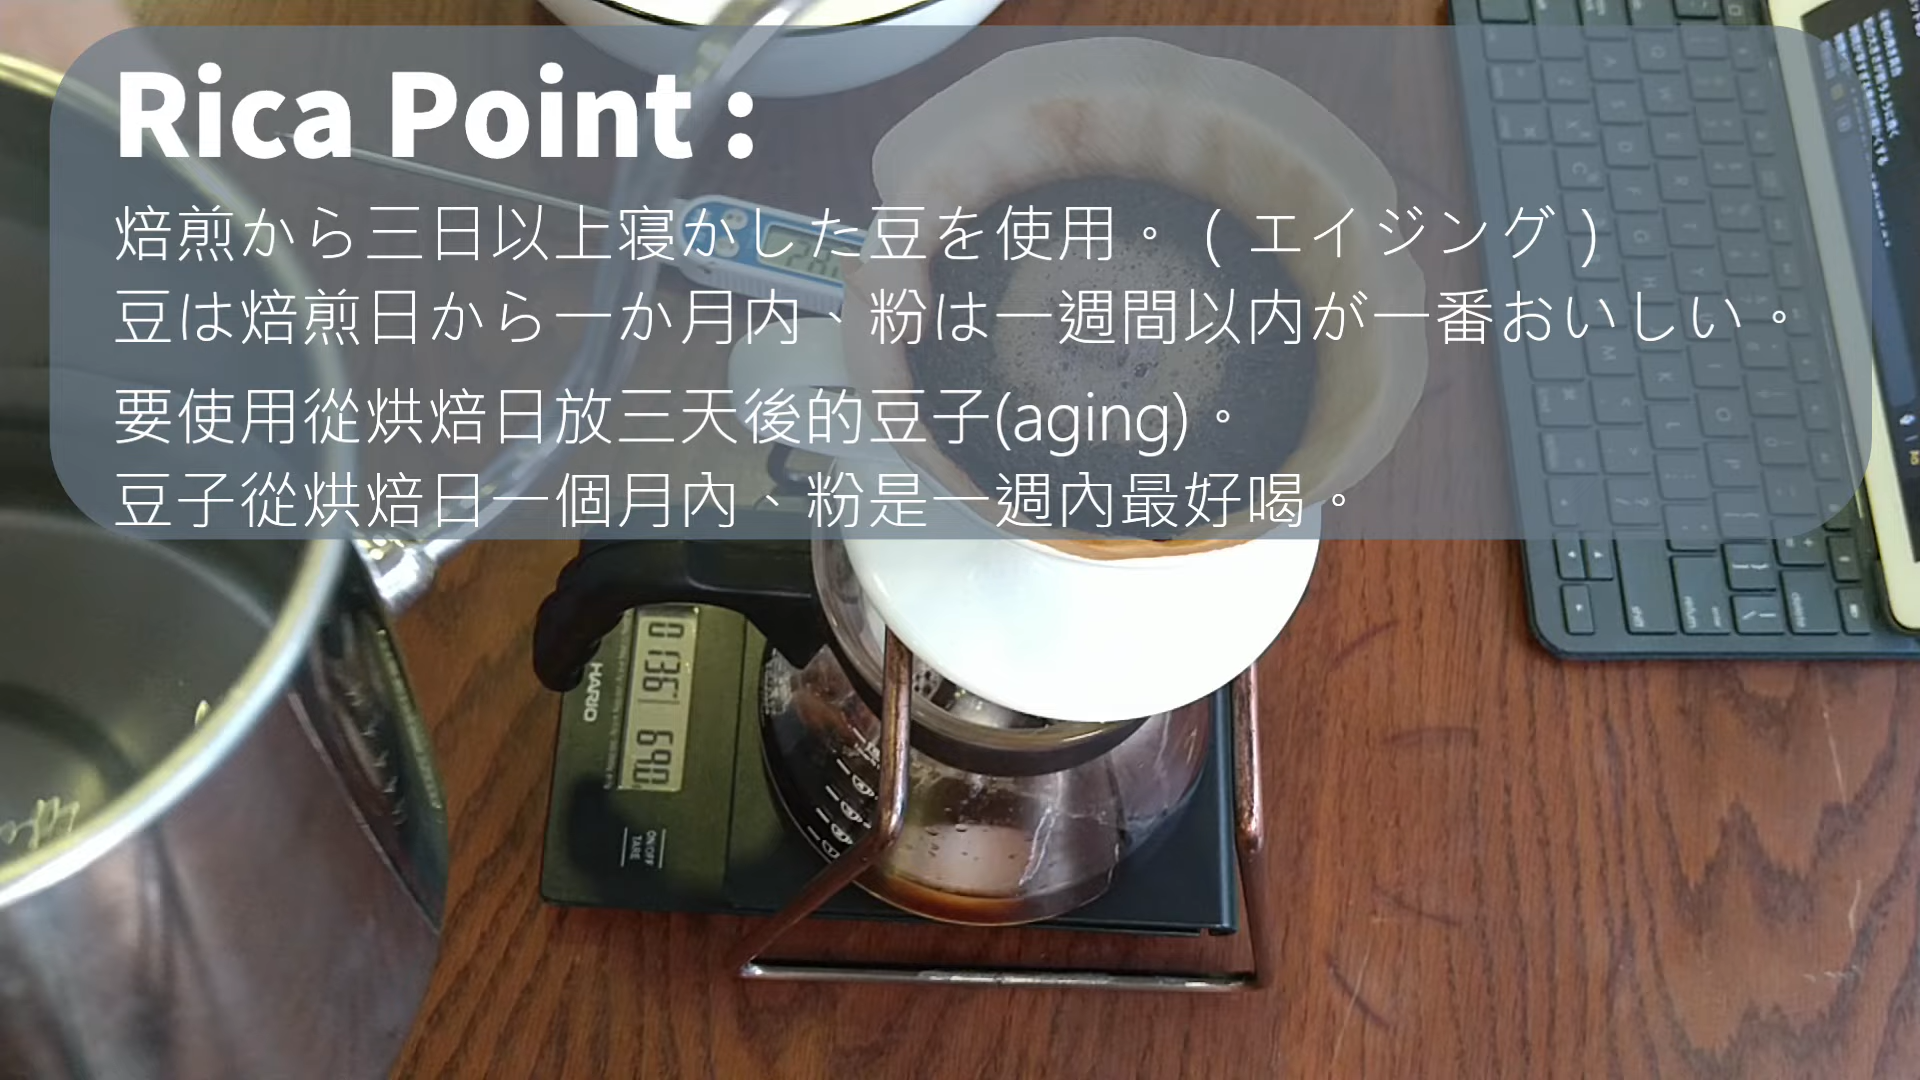 Rica Point :
焙煎から三日以上寝かした豆を使用。（エイジング）
豆は焙煎日から一か月内、粉は一週間以内が一番おいしい。
要使用從烘焙日放三天後的豆子(aging)。
豆子從烘焙日一個月內、粉是一週內最好喝。
HARIO
ON/OFF
TARE